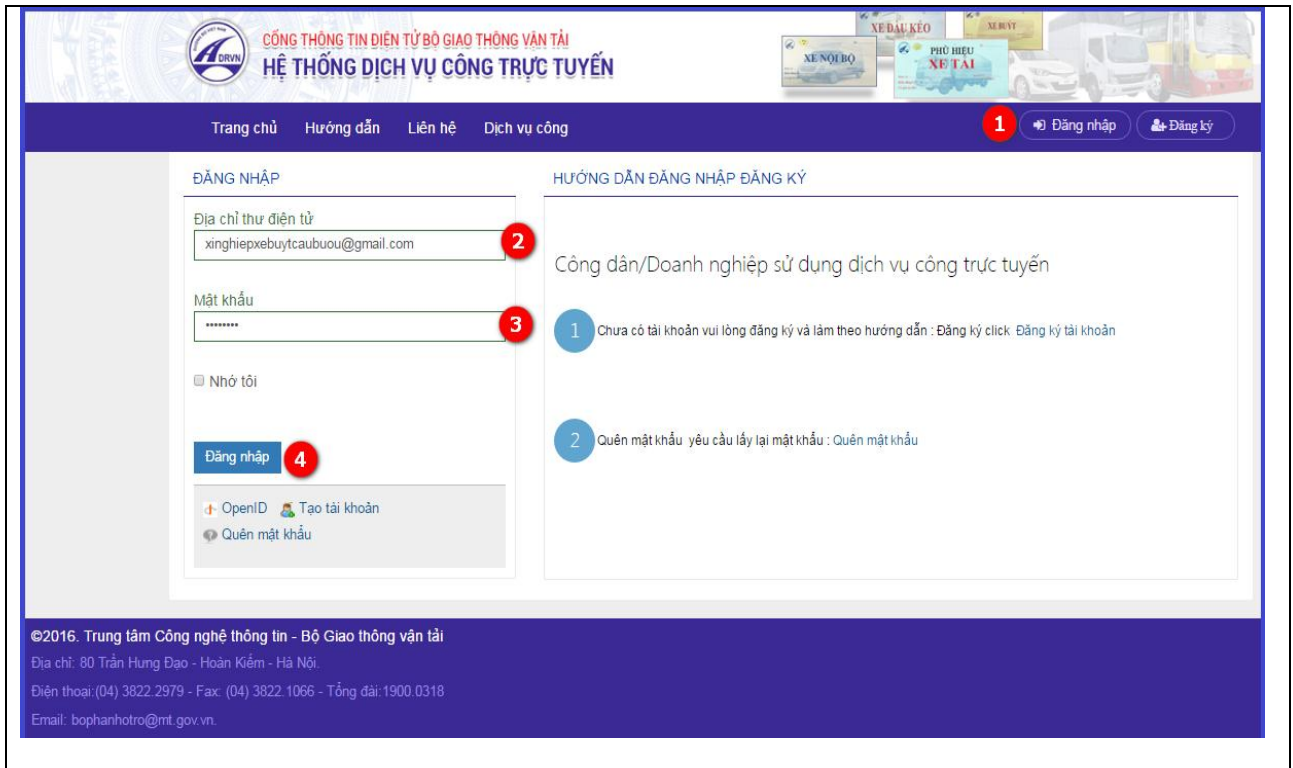 DRVN
CỔNG THÔNG TIN ĐIỆN TỬ BỘ GIAO THÔNG VẬN TẢI
HỆ THỐNG DỊCH VỤ CÔNG TRỰC TUYẾN
XE ĐẦU KÉO
XE BUÝT
XE NỘI BỘ
PHÙ HIỆU
XE TẢI
Trang chủ Hướng dẫn Liên hệ Dịch vụ công
1 Đăng nhập Đăng ký
ĐĂNG NHẬP
Địa chỉ thư điện tử
xinghiepxebuytcaubuou@gmail.com 2
Mật khẩu
•••••••• 3
Nhớ tôi
Đăng nhập 4
OpenID Tạo tài khoản
Quên mật khẩu
HƯỚNG DẪN ĐĂNG NHẬP ĐĂNG KÝ
Công dân/Doanh nghiệp sử dụng dịch vụ công trực tuyến
1 Chưa có tài khoản vui lòng đăng ký và làm theo hướng dẫn : Đăng ký click Đăng ký tài khoản
2 Quên mật khẩu yêu cầu lấy lại mật khẩu : Quên mật khẩu
©2016. Trung tâm Công nghệ thông tin - Bộ Giao thông vận tải
Địa chỉ: 80 Trần Hưng Đạo - Hoàn Kiếm - Hà Nội.
Điện thoại:(04) 3822.2979 - Fax: (04) 3822.1066 - Tổng đài:1900.0318
Email: bophanhotro@mt.gov.vn.